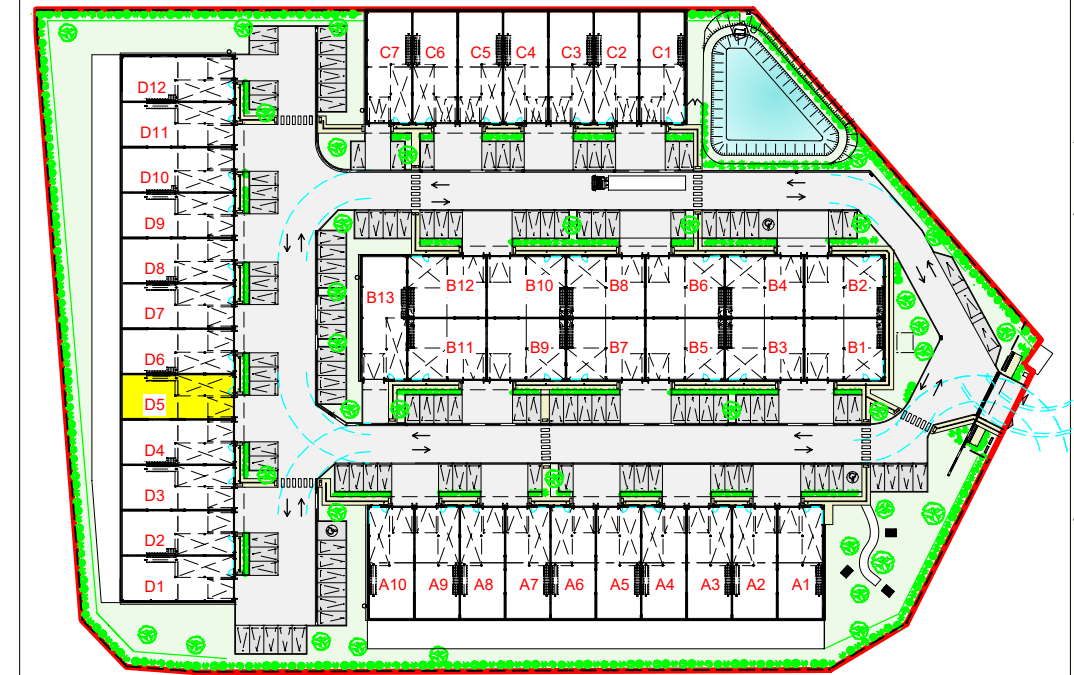 C7 C6 C5 C4 C3 C2 C1
D12
D11
D10
D9
D8
D7
D6
D5
D4
D3
D2
D1
B13 B12 B10 B8 B6 B4 B2
B11 B9 B7 B5 B3 B1
A10 A9 A8 A7 A6 A5 A4 A3 A2 A1